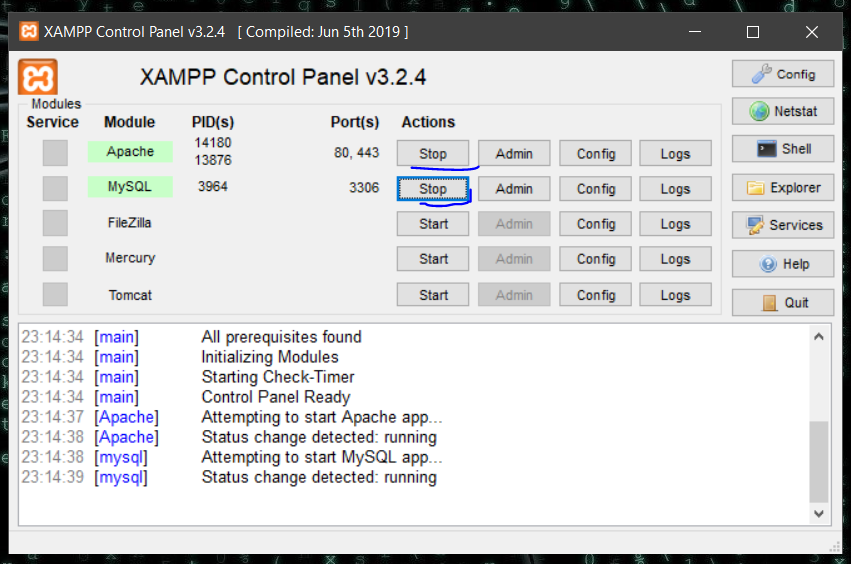 XAMPP Control Panel v3.2.4 [ Compiled: Jun 5th 2019 ]
XAMPP Control Panel v3.2.4
Config
Modules
Service Module PID(s) Port(s) Actions
Netstat
Apache 14180 13876 80, 443 Stop Admin Config Logs
Shell
MySQL 3964 3306 Stop Admin Config Logs
Explorer
FileZilla Start Admin Config Logs
Services
Mercury Start Admin Config Logs
Help
Tomcat Start Admin Config Logs
Quit
23:14:34 [main] All prerequisites found
23:14:34 [main] Initializing Modules
23:14:34 [main] Starting Check-Timer
23:14:34 [main] Control Panel Ready
23:14:37 [Apache] Attempting to start Apache app...
23:14:38 [Apache] Status change detected: running
23:14:38 [mysql] Attempting to start MySQL app...
23:14:39 [mysql] Status change detected: running